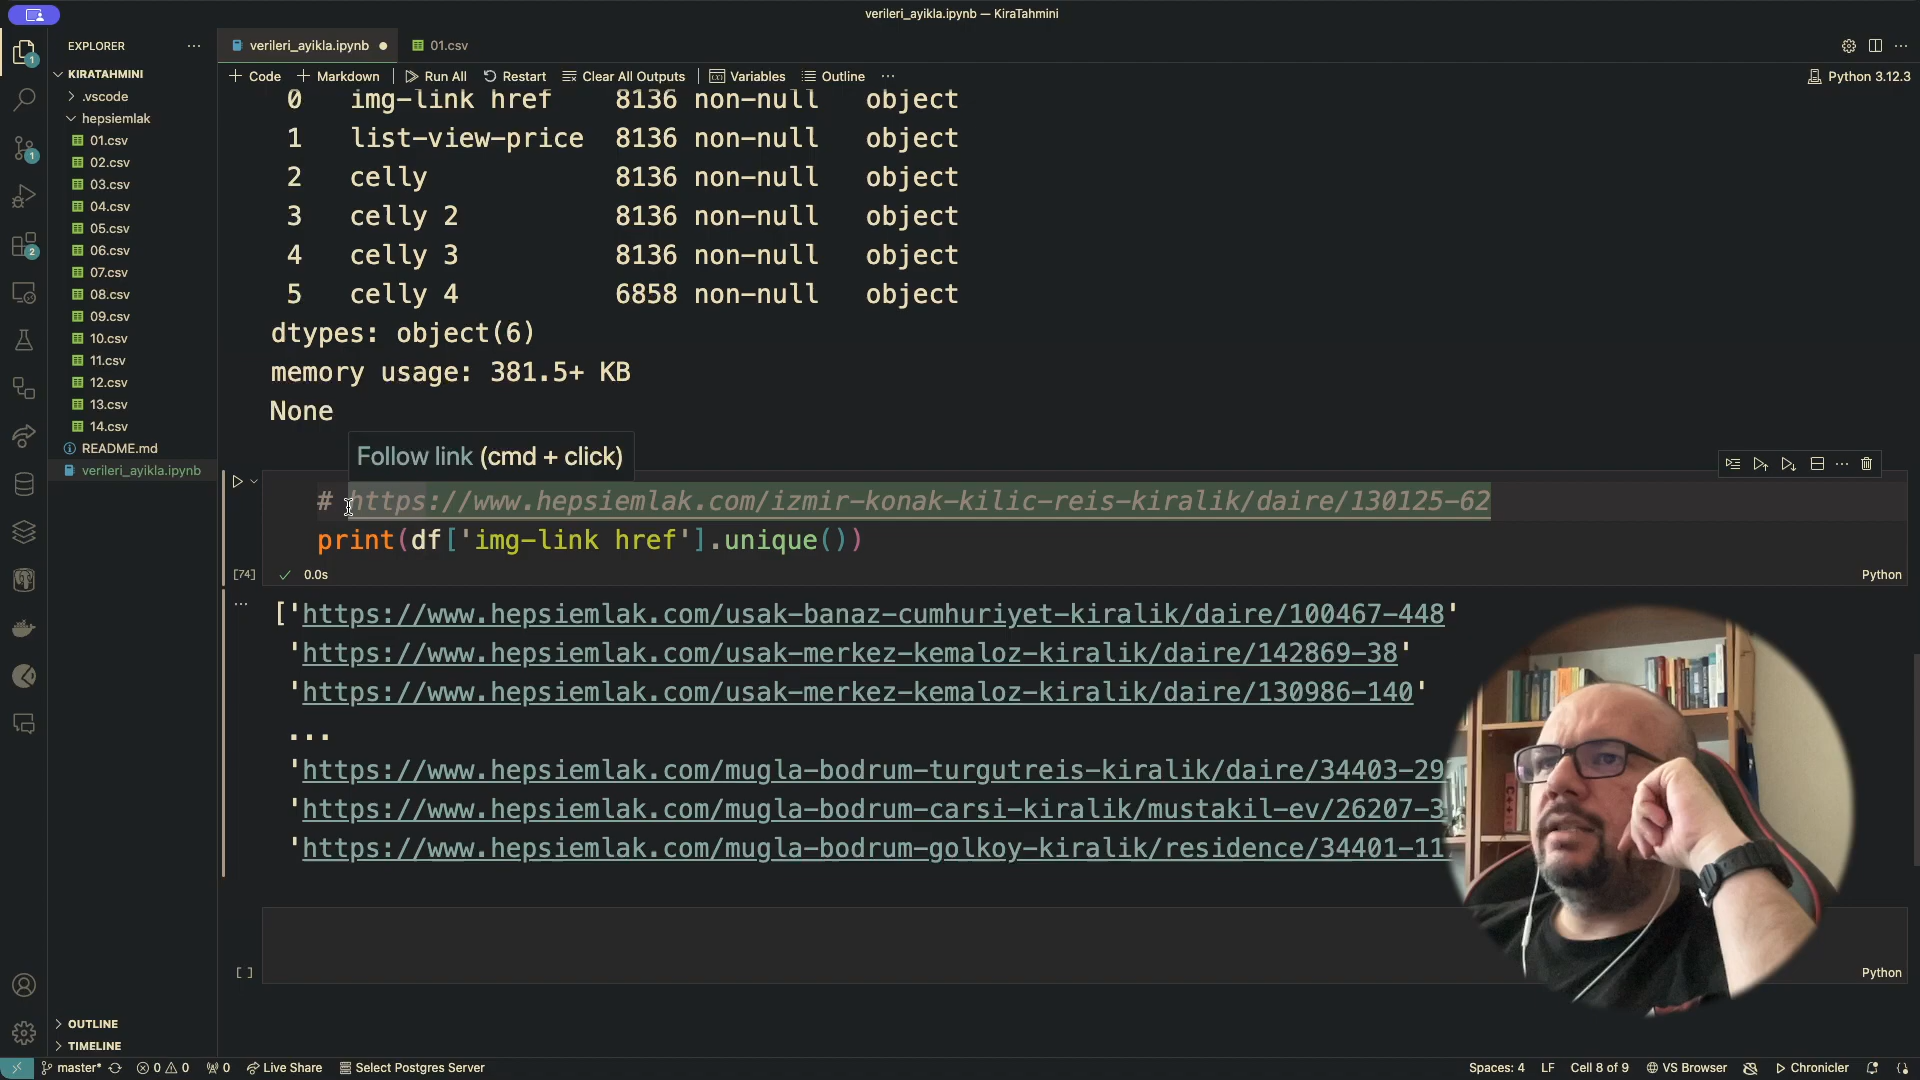 verileri_ayikla.ipynb — KiraTahmini
EXPLORER
KIRATAHMINI
.vscode
hepsiemlak
01.csv
02.csv
03.csv
04.csv
05.csv
06.csv
07.csv
08.csv
09.csv
10.csv
11.csv
12.csv
13.csv
14.csv
README.md
verileri_ayikla.ipynb
OUTLINE
TIMELINE
verileri_ayikla.ipynb 01.csv
Code Markdown Run All Restart Clear All Outputs Variables Outline ... Python 3.12.3
0 img-link href 8136 non-null object
1 list-view-price 8136 non-null object
2 celly 8136 non-null object
3 celly 2 8136 non-null object
4 celly 3 8136 non-null object
5 celly 4 6858 non-null object
dtypes: object(6)
memory usage: 381.5+ KB
None
Follow link (cmd + click)
# https://www.hepsiemlak.com/izmir-konak-kilic-reis-kiralik/daire/130125-62
print(df['img-link href'].unique())
[74] 0.0s Python
['https://www.hepsiemlak.com/usak-banaz-cumhuriyet-kiralik/daire/100467-448'
'https://www.hepsiemlak.com/usak-merkez-kemaloz-kiralik/daire/142869-38'
'https://www.hepsiemlak.com/usak-merkez-kemaloz-kiralik/daire/130986-140'
...
'https://www.hepsiemlak.com/mugla-bodrum-turgutreis-kiralik/daire/34403-29
'https://www.hepsiemlak.com/mugla-bodrum-carsi-kiralik/mustakil-ev/26207-3
'https://www.hepsiemlak.com/mugla-bodrum-golkoy-kiralik/residence/34401-11
[ ] Python
master* 0 0 0 Live Share Select Postgres Server Spaces: 4 LF Cell 8 of 9 VS Browser Chronicler